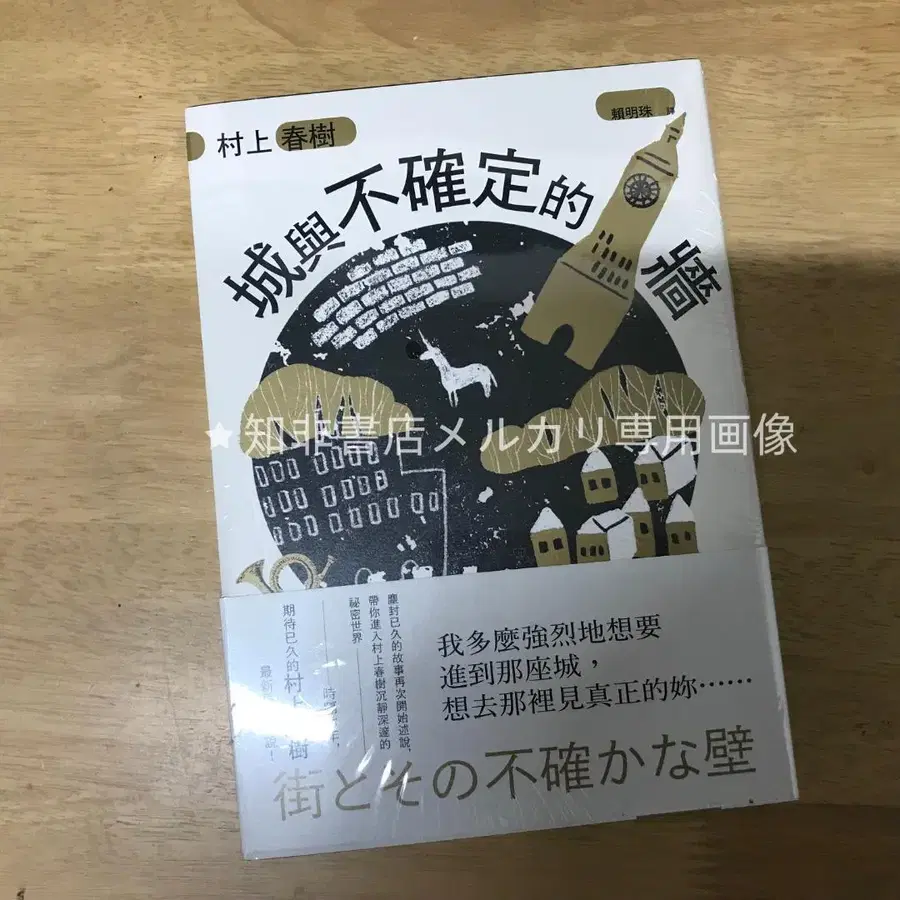 村上春樹
賴明珠 譯
城與不確定的牆
★知非書店メルカリ専用画像
我多麼強烈地想要
進到那座城，
想去那裡見真正的妳……
塵封已久的故事再次開始述說，
帶你進入村上春樹沉靜深邃的
祕密世界
期待已久的村上
樹
街とその不確かな壁